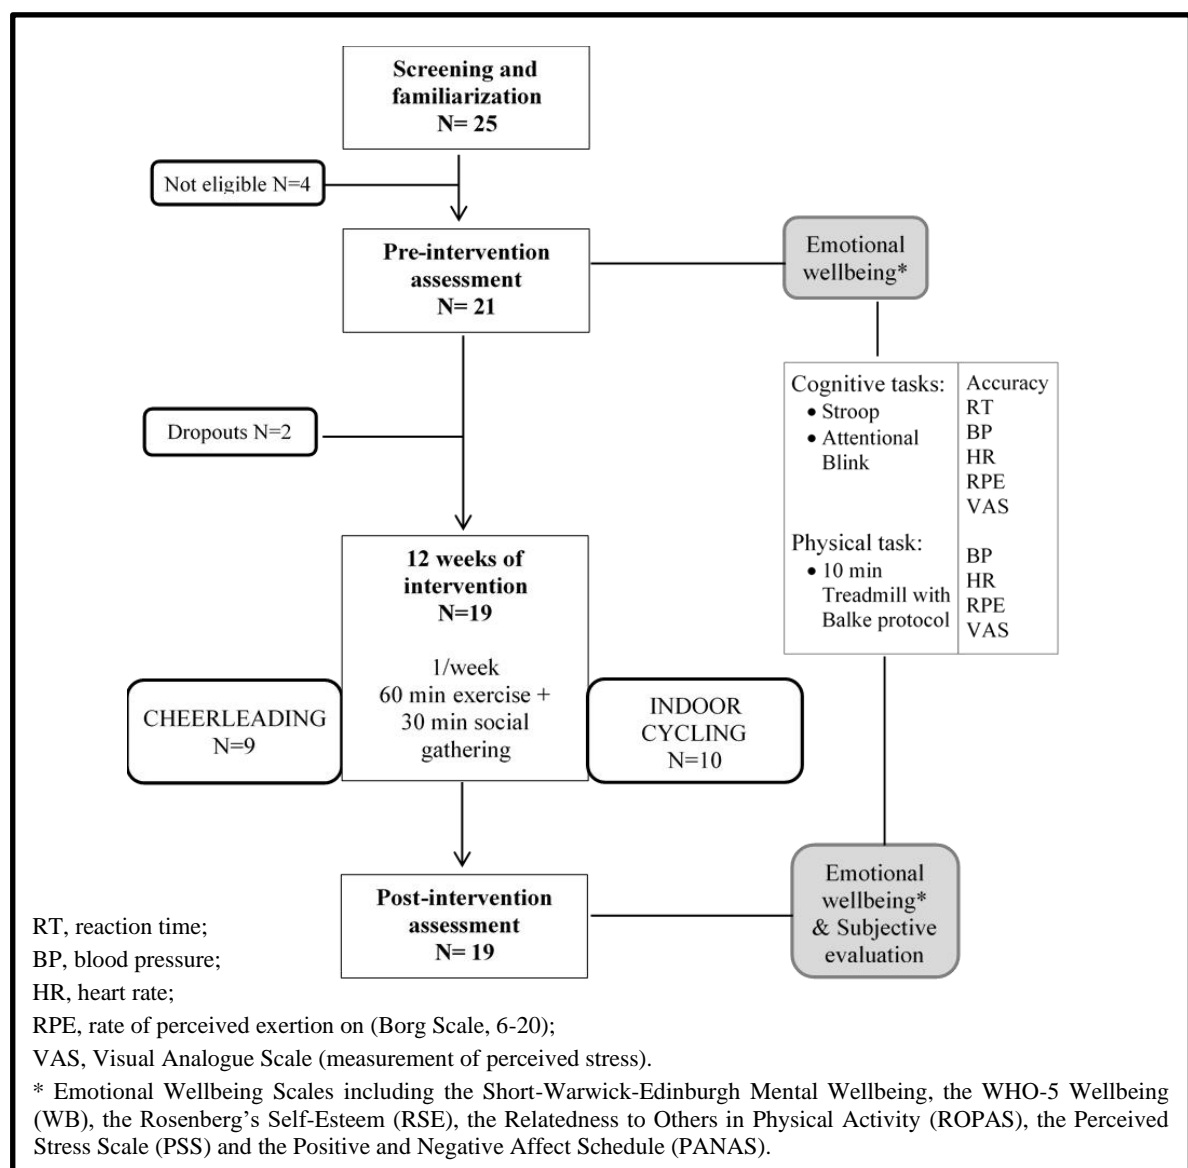 Screening and
familiarization
N= 25
Not eligible N=4
Pre-intervention
assessment
N= 21
Emotional
wellbeing*
Cognitive tasks:
• Stroop
• Attentional
Blink
Accuracy
RT
BP
HR
RPE
VAS
Physical task:
• 10 min
Treadmill with
Balke protocol
BP
HR
RPE
VAS
Dropouts N=2
12 weeks of
intervention
N=19
1/week
60 min exercise +
30 min social
gathering
CHEERLEADING
N=9
INDOOR
CYCLING
N=10
Post-intervention
assessment
N= 19
Emotional
wellbeing*
& Subjective
evaluation
RT, reaction time;
BP, blood pressure;
HR, heart rate;
RPE, rate of perceived exertion on (Borg Scale, 6-20);
VAS, Visual Analogue Scale (measurement of perceived stress).
* Emotional Wellbeing Scales including the Short-Warwick-Edinburgh Mental Wellbeing, the WHO-5 Wellbeing
(WB), the Rosenberg’s Self-Esteem (RSE), the Relatedness to Others in Physical Activity (ROPAS), the Perceived
Stress Scale (PSS) and the Positive and Negative Affect Schedule (PANAS).